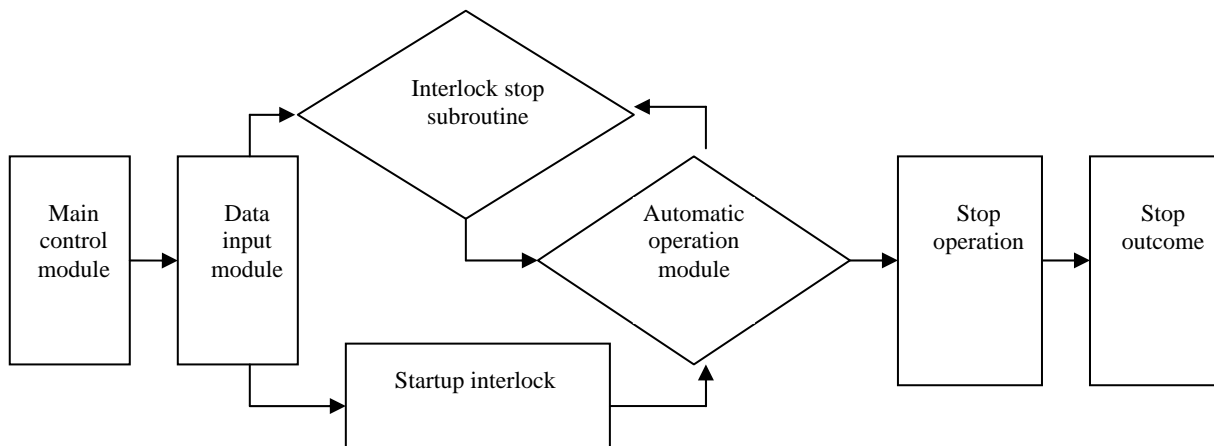 Interlock stop
subroutine
Main
control
module
Data
input
module
Automatic
operation
module
Stop
operation
Stop
outcome
Startup interlock